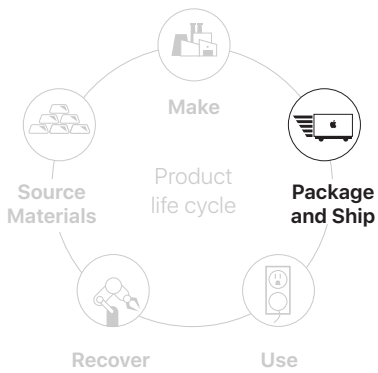 Make
Source
Materials
Product
life cycle
Package
and Ship
Recover
Use